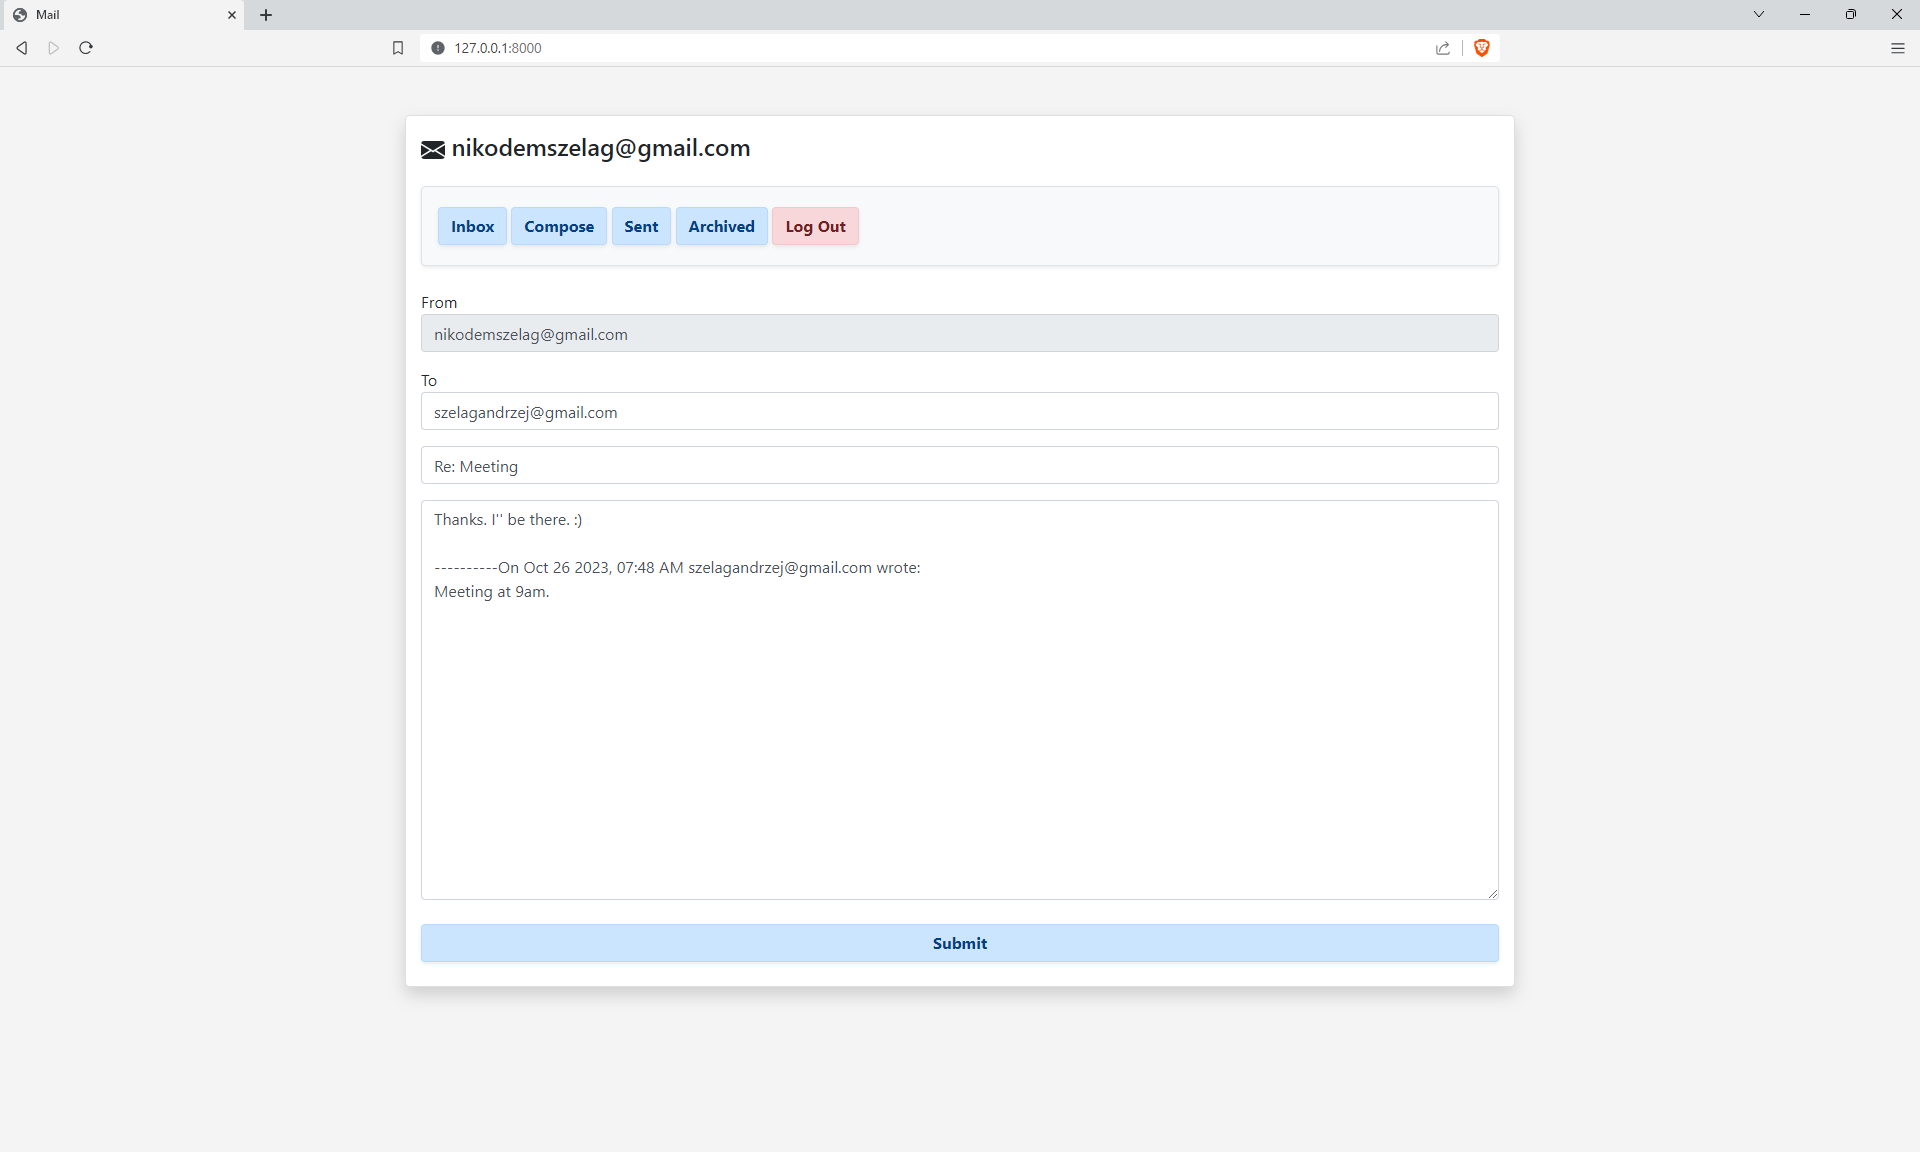 Mail
127.0.0.1:8000
nikodemszelag@gmail.com
Inbox Compose Sent Archived Log Out
From
nikodemszelag@gmail.com
To
szelagandrzej@gmail.com
Re: Meeting
Thanks. I'' be there. :)
----------On Oct 26 2023, 07:48 AM szelagandrzej@gmail.com wrote:
Meeting at 9am.
Submit